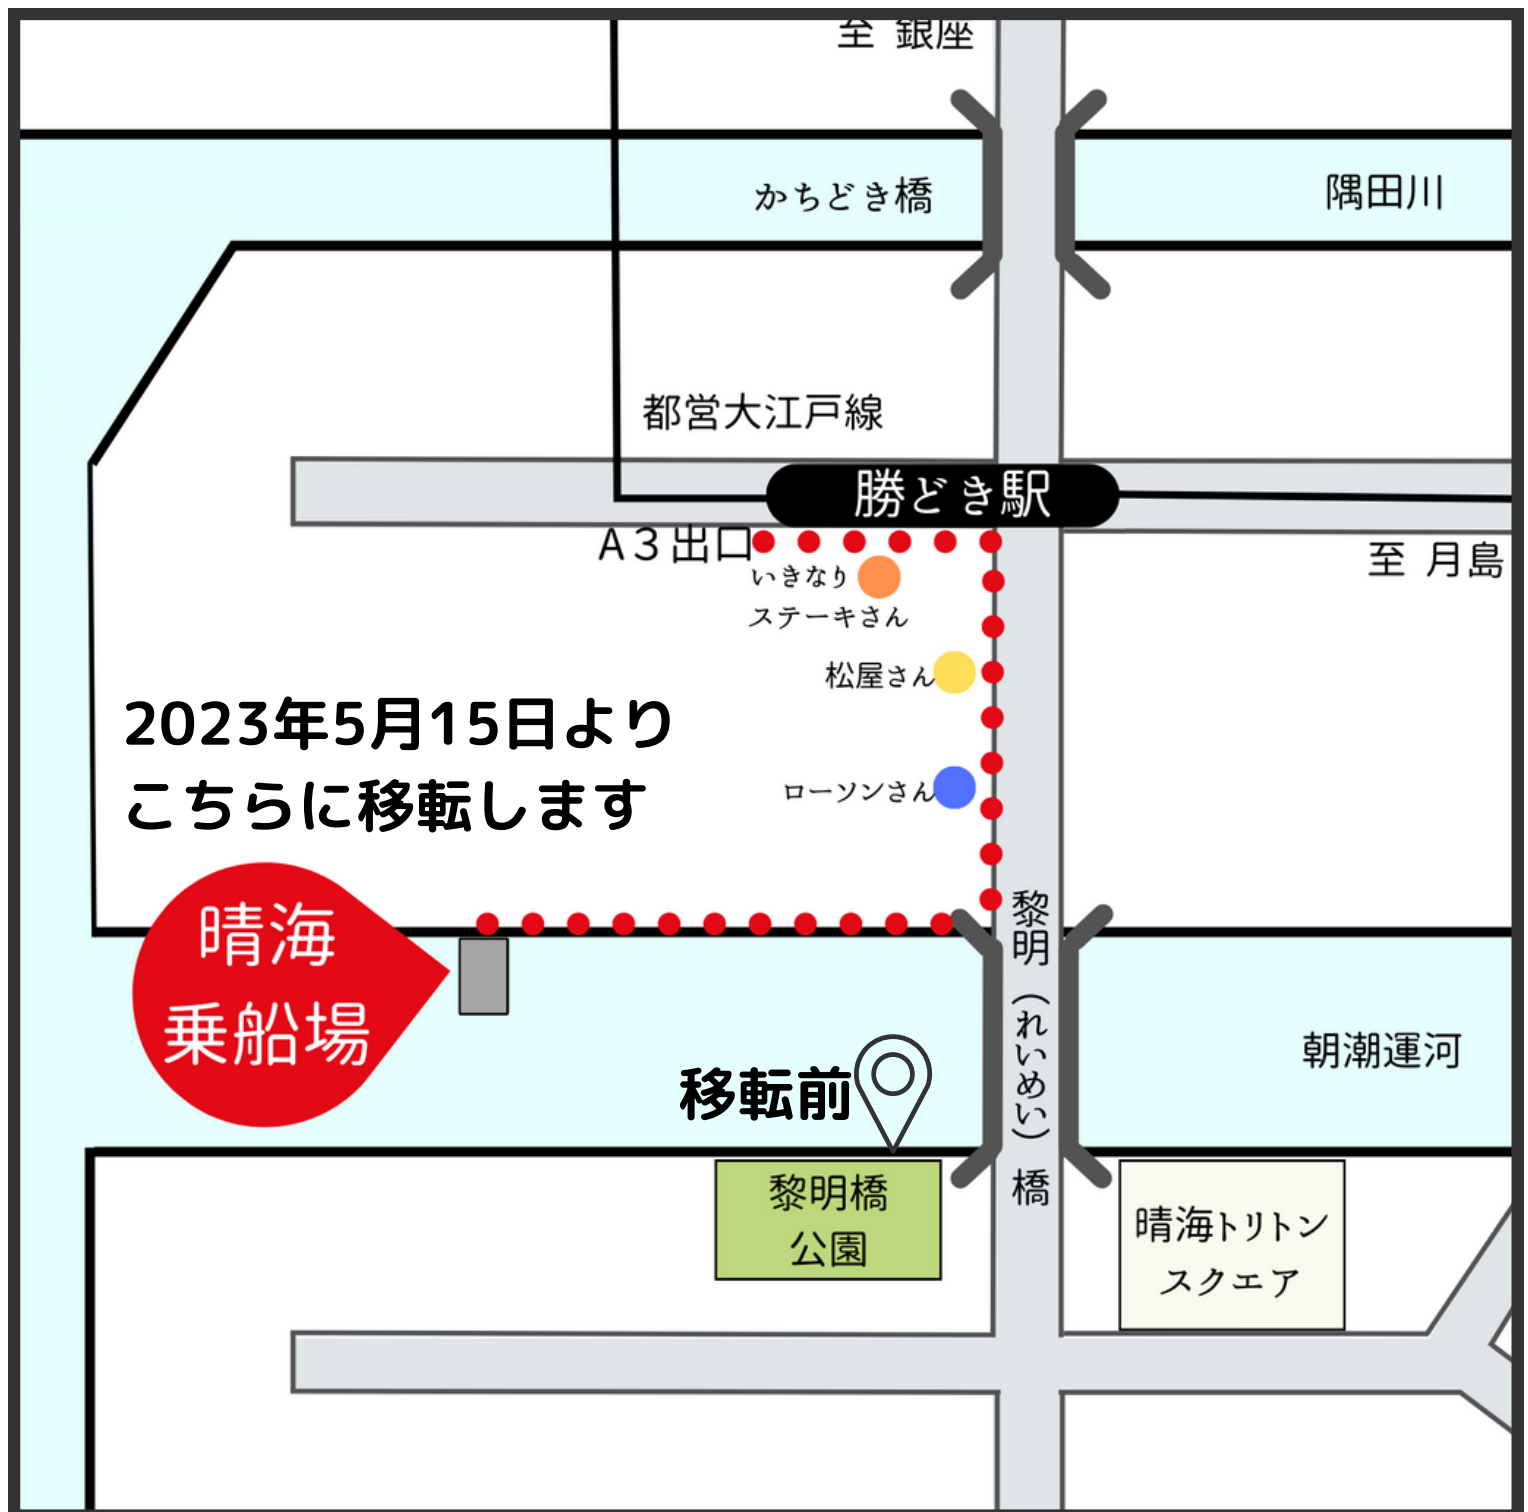 至 銀座
かちどき橋
隅田川
都営大江戸線
勝どき駅
A3出口
至 月島
いきなり
ステーキさん
松屋さん
2023年5月15日より
こちらに移転します
ローソンさん
晴海
乗船場
黎明（れいめい）橋
朝潮運河
移転前
黎明橋
公園
晴海トリトン
スクエア